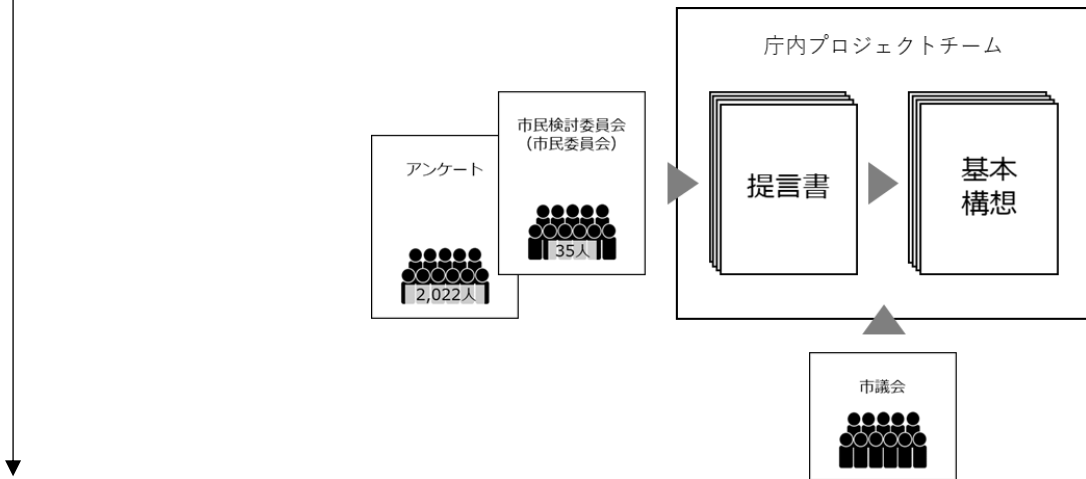 庁内プロジェクトチーム
市民検討委員会
（市民委員会）
35人
アンケート
2,022人
提言書
基本
構想
市議会